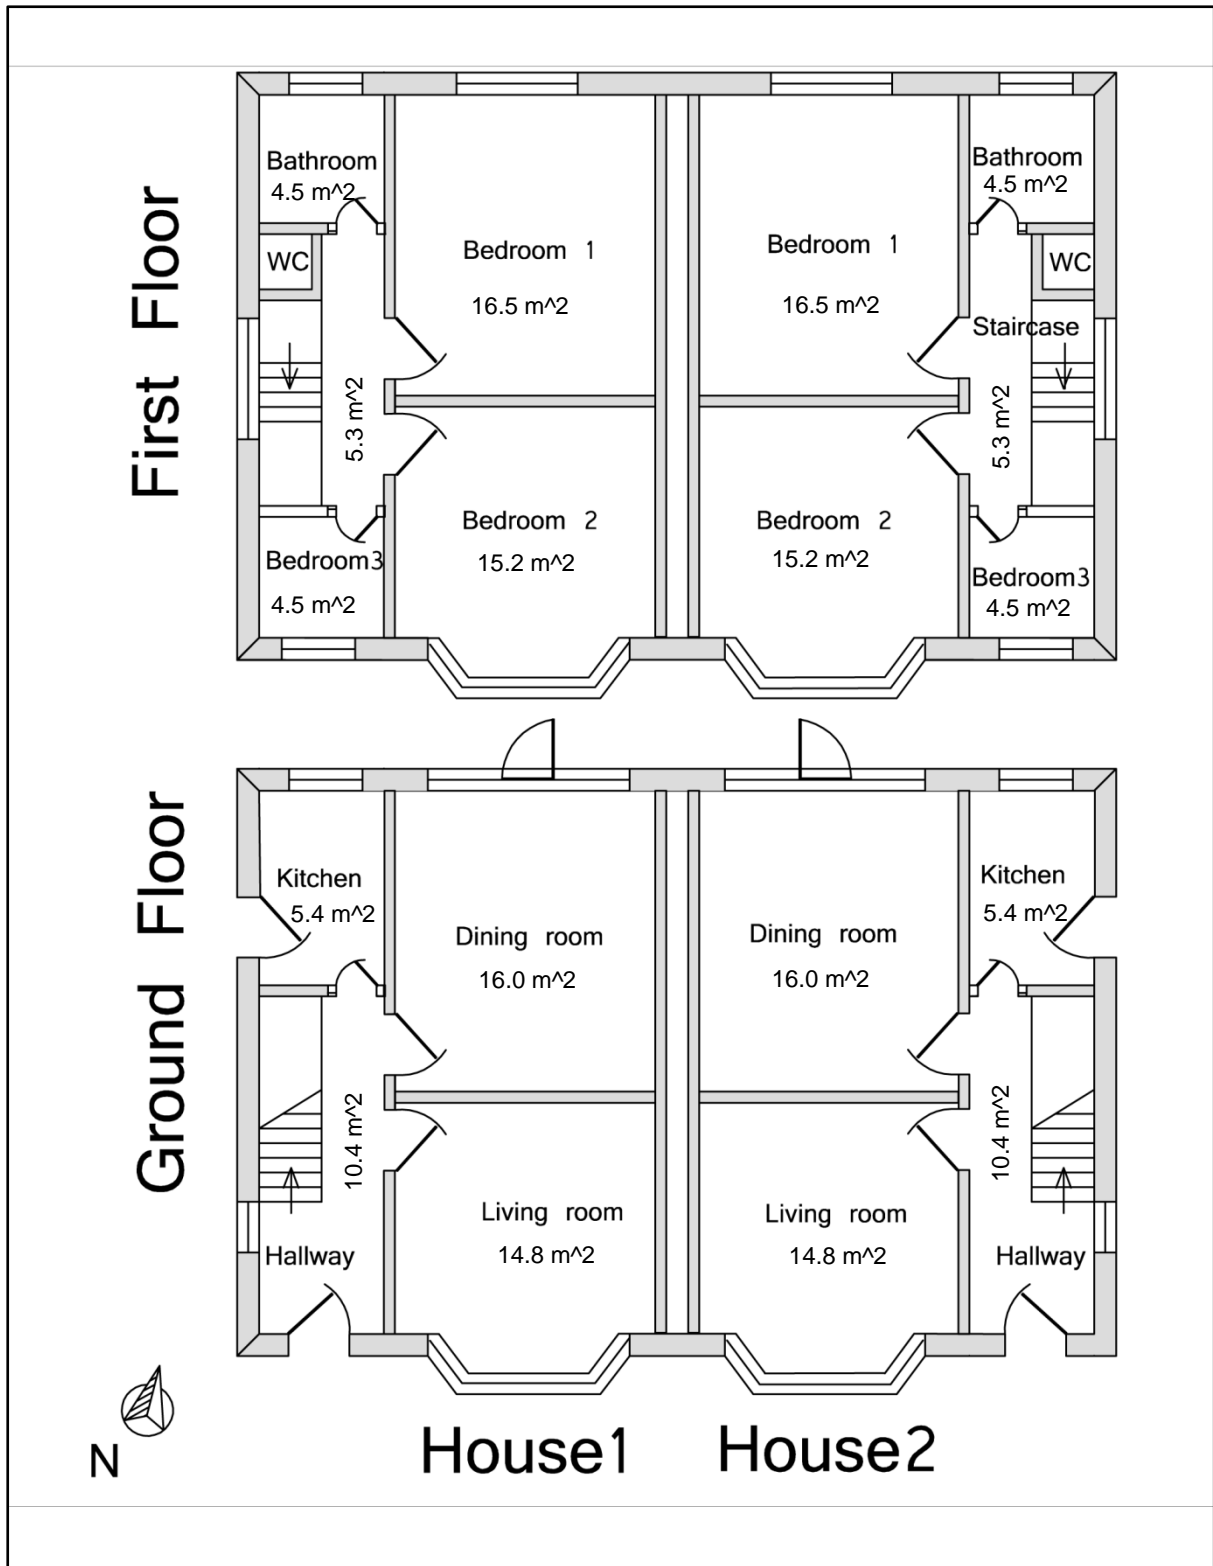 First Floor
Bathroom
4.5 m^2
WC
Bedroom 1
16.5 m^2
5.3 m^2
Bedroom 2
15.2 m^2
Bedroom3
4.5 m^2
Bedroom 1
16.5 m^2
Bathroom
4.5 m^2
WC
Staircase
5.3 m^2
Bedroom 2
15.2 m^2
Bedroom3
4.5 m^2
Ground Floor
Kitchen
5.4 m^2
Dining room
16.0 m^2
10.4 m^2
Living room
14.8 m^2
Hallway
Dining room
16.0 m^2
Kitchen
5.4 m^2
10.4 m^2
Living room
14.8 m^2
Hallway
N
House1
House2